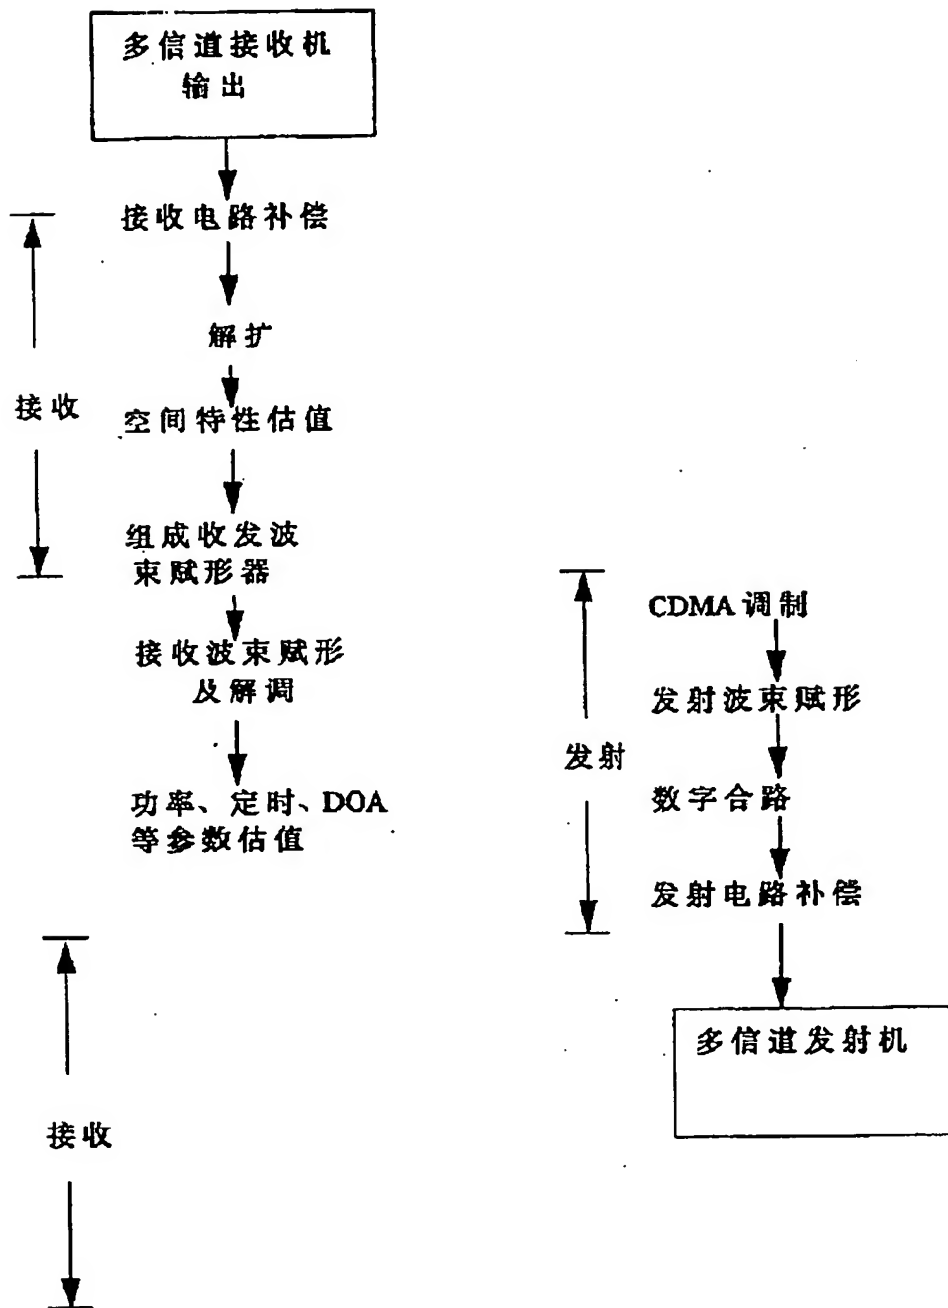 多信道接收机
输出
接收电路补偿
解扩
接收
空间特性估值
组成收发波
束赋形器
接收波束赋形
及解调
功率、定时、DOA
等参数估值
接收
CDMA调制
发射波束赋形
发射
数字合路
发射电路补偿
多信道发射机